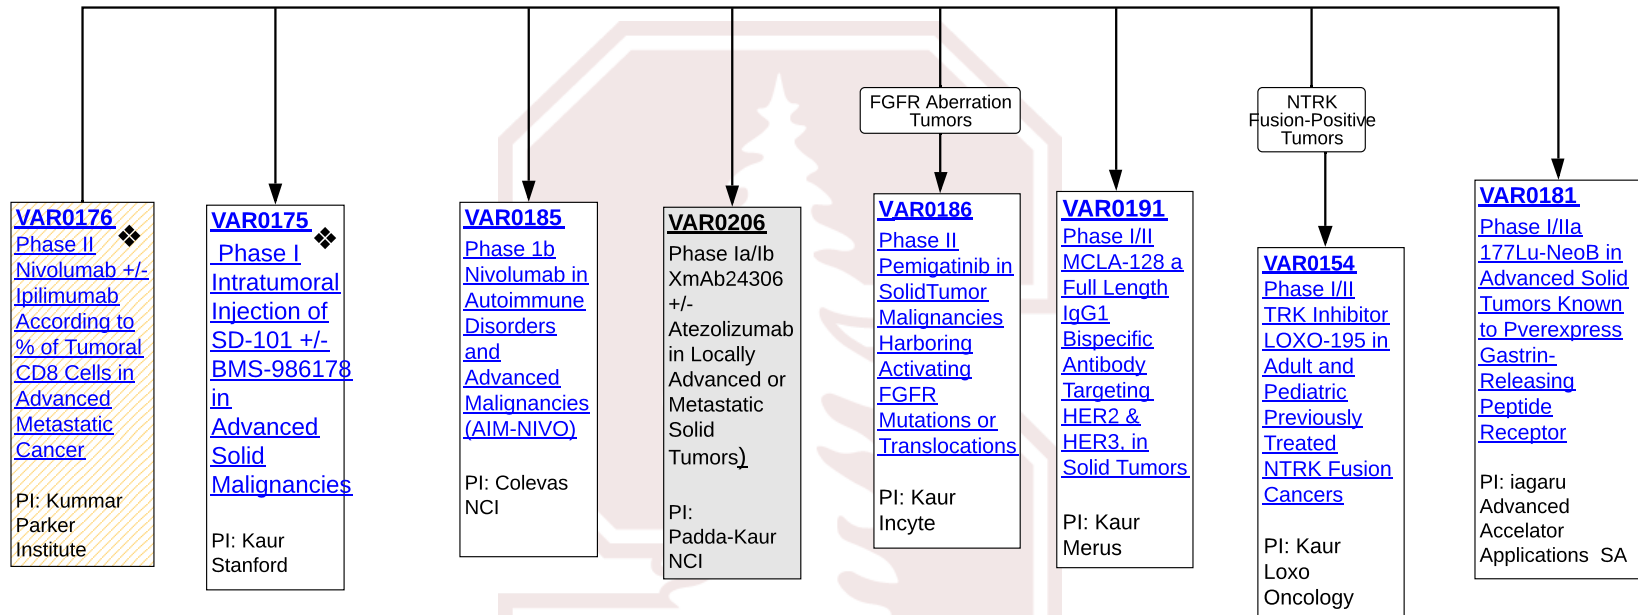 FGFR Aberration
Tumors
NTRK
Fusion-Positive
Tumors
VAR0176
❖
Phase II
Nivolumab +/-
Ipilimumab
According to
% of Tumoral
CD8 Cells in
Advanced
Metastatic
Cancer
PI: Kummar
Parker
Institute
VAR0175
❖
Phase I
Intratumoral
Injection of
SD-101 +/-
BMS-986178
in
Advanced
Solid
Malignancies
PI: Kaur
Stanford
VAR0185
Phase 1b
Nivolumab in
Autoimmune
Disorders
and
Advanced
Malignancies
(AIM-NIVO)
PI: Colevas
NCI
VAR0206
Phase Ia/Ib
XmAb24306
+/-
Atezolizumab
in Locally
Advanced or
Metastatic
Solid
Tumors)
PI:
Padda-Kaur
NCI
VAR0186
Phase II
Pemigatinib in
SolidTumor
Malignancies
Harboring
Activating
FGFR
Mutations or
Translocations
PI: Kaur
Incyte
VAR0191
Phase I/II
MCLA-128 a
Full Length
IgG1
Bispecific
Antibody
Targeting
HER2 &
HER3, in
Solid Tumors
PI: Kaur
Merus
VAR0154
Phase I/II
TRK Inhibitor
LOXO-195 in
Adult and
Pediatric
Previously
Treated
NTRK Fusion
Cancers
PI: Kaur
Loxo
Oncology
VAR0181
Phase I/IIa
177Lu-NeoB in
Advanced Solid
Tumors Known
to Pverexpress
Gastrin-
Releasing
Peptide
Receptor
PI: iagaru
Advanced
Accelator
Applications SA